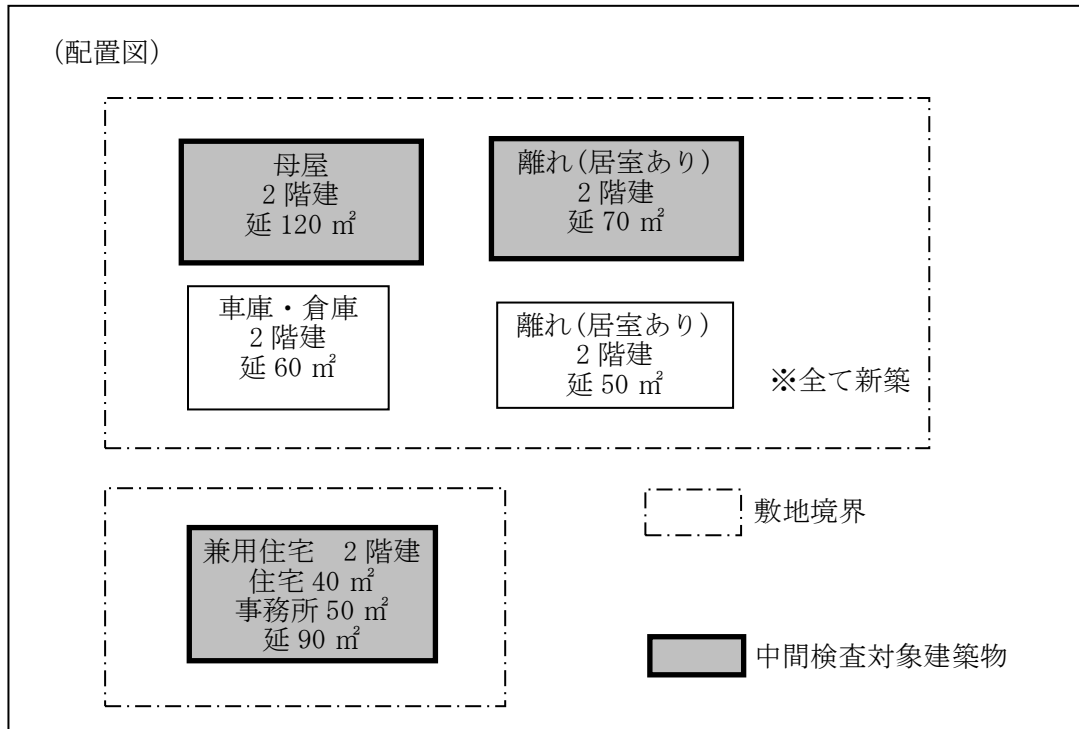 (配置図)
母屋
2 階建
延 120 ㎡
離れ(居室あり)
2 階建
延 70 ㎡
車庫・倉庫
2 階建
延 60 ㎡
離れ(居室あり)
2 階建
延 50 ㎡
※全て新築
兼用住宅　2 階建
住宅 40 ㎡
事務所 50 ㎡
延 90 ㎡
敷地境界
中間検査対象建築物